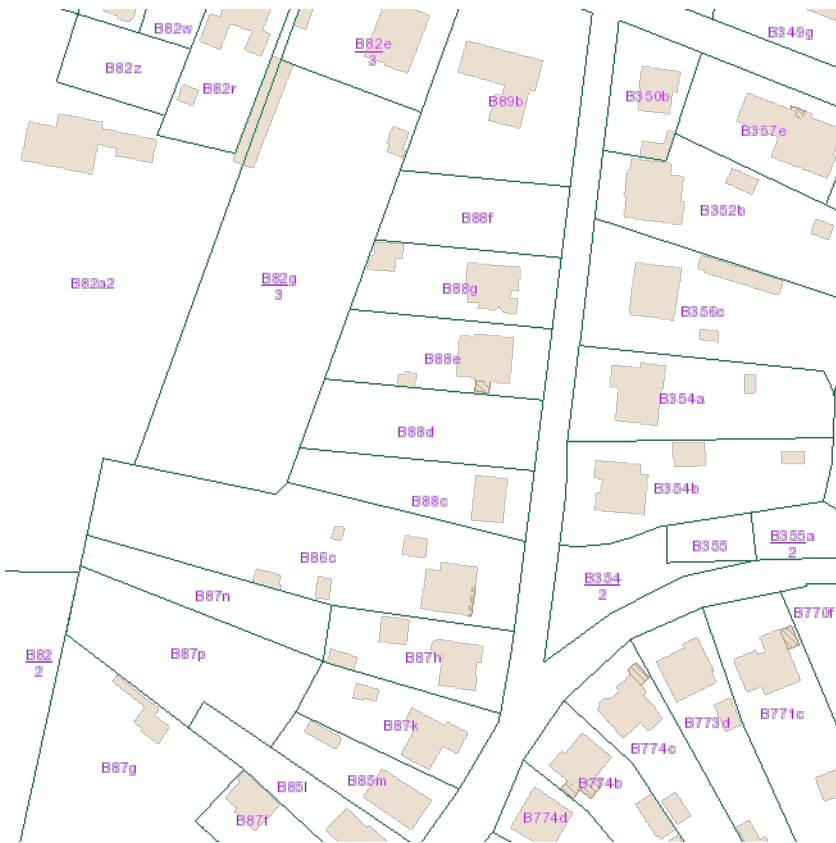 B82w
B349g
B82e
3
B82z
B82r
B350b
B89b
B357e
B88f
B352b
B82a2
B82g
3
B88g
B356c
B88e
B354a
B88d
B88c
B354b
B355
B355a
2
B86c
B354
2
B87n
B770f
B82
2
B87p
B87h
B87k
B773d
B771c
B774c
B87g
B85l
B85m
B774b
B87f
B774d